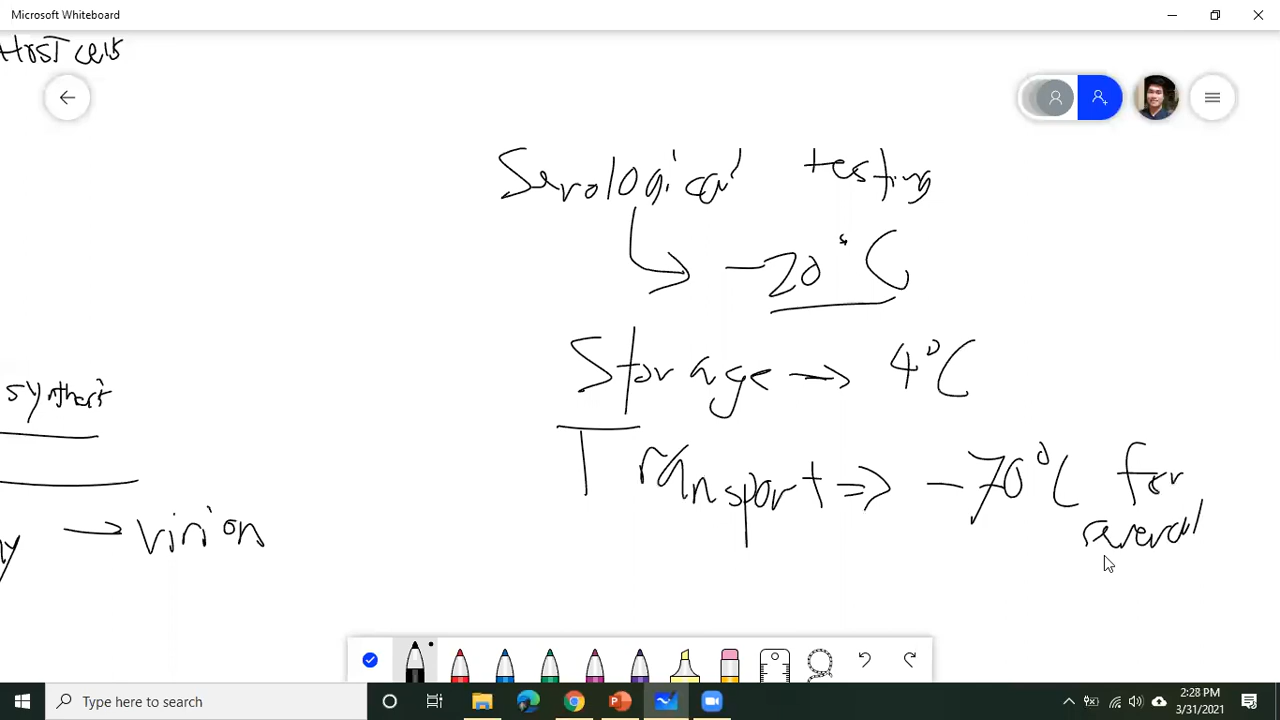 Microsoft Whiteboard
Host cells
Serological testing
-20°C
Storage → 4°C
synthesis
Transport ⇒ -70°C for
several
→ virion
Type here to search
2:28 PM
3/31/2021